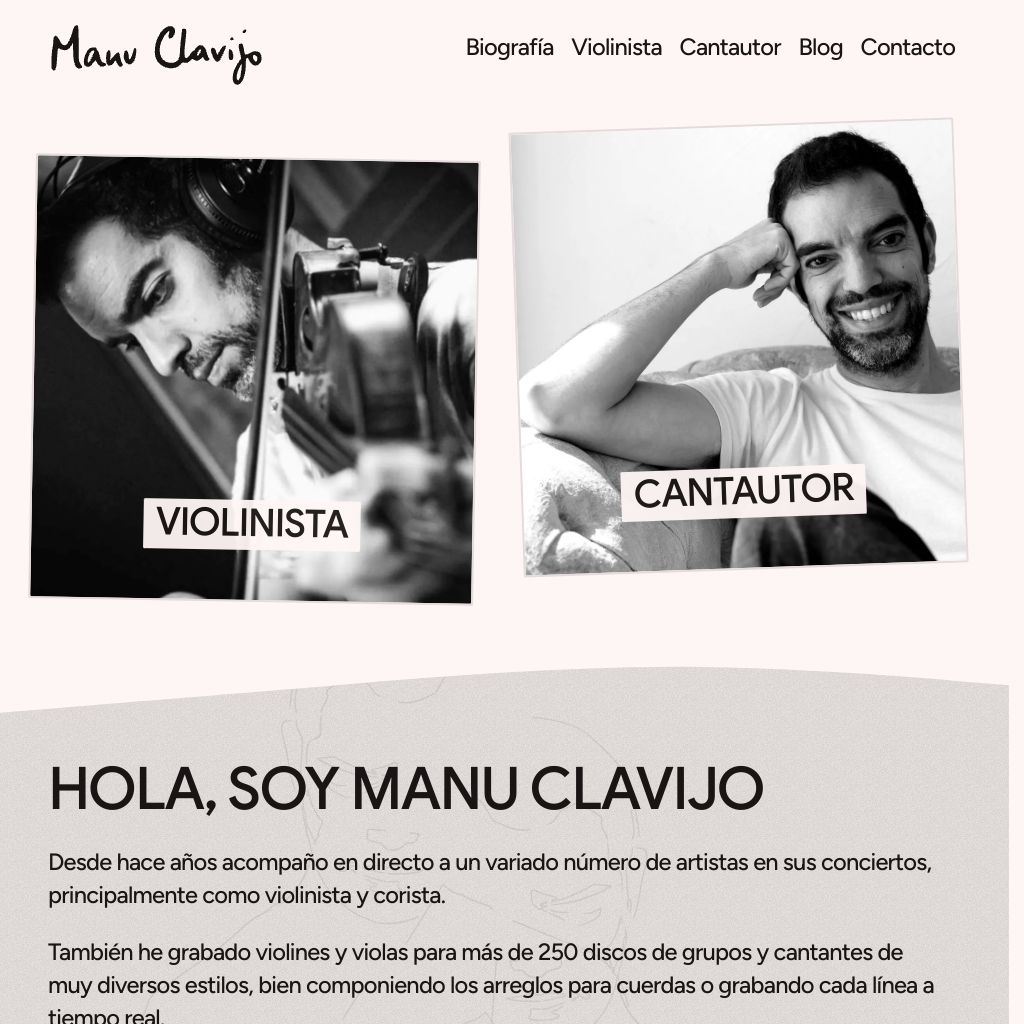 Manu Clavijo
Biografía Violinista Cantautor Blog Contacto
VIOLINISTA
CANTAUTOR
HOLA, SOY MANU CLAVIJO
Desde hace años acompaño en directo a un variado número de artistas en sus conciertos,
principalmente como violinista y corista.
También he grabado violines y violas para más de 250 discos de grupos y cantantes de
muy diversos estilos, bien componiendo los arreglos para cuerdas o grabando cada línea a
tiempo real.